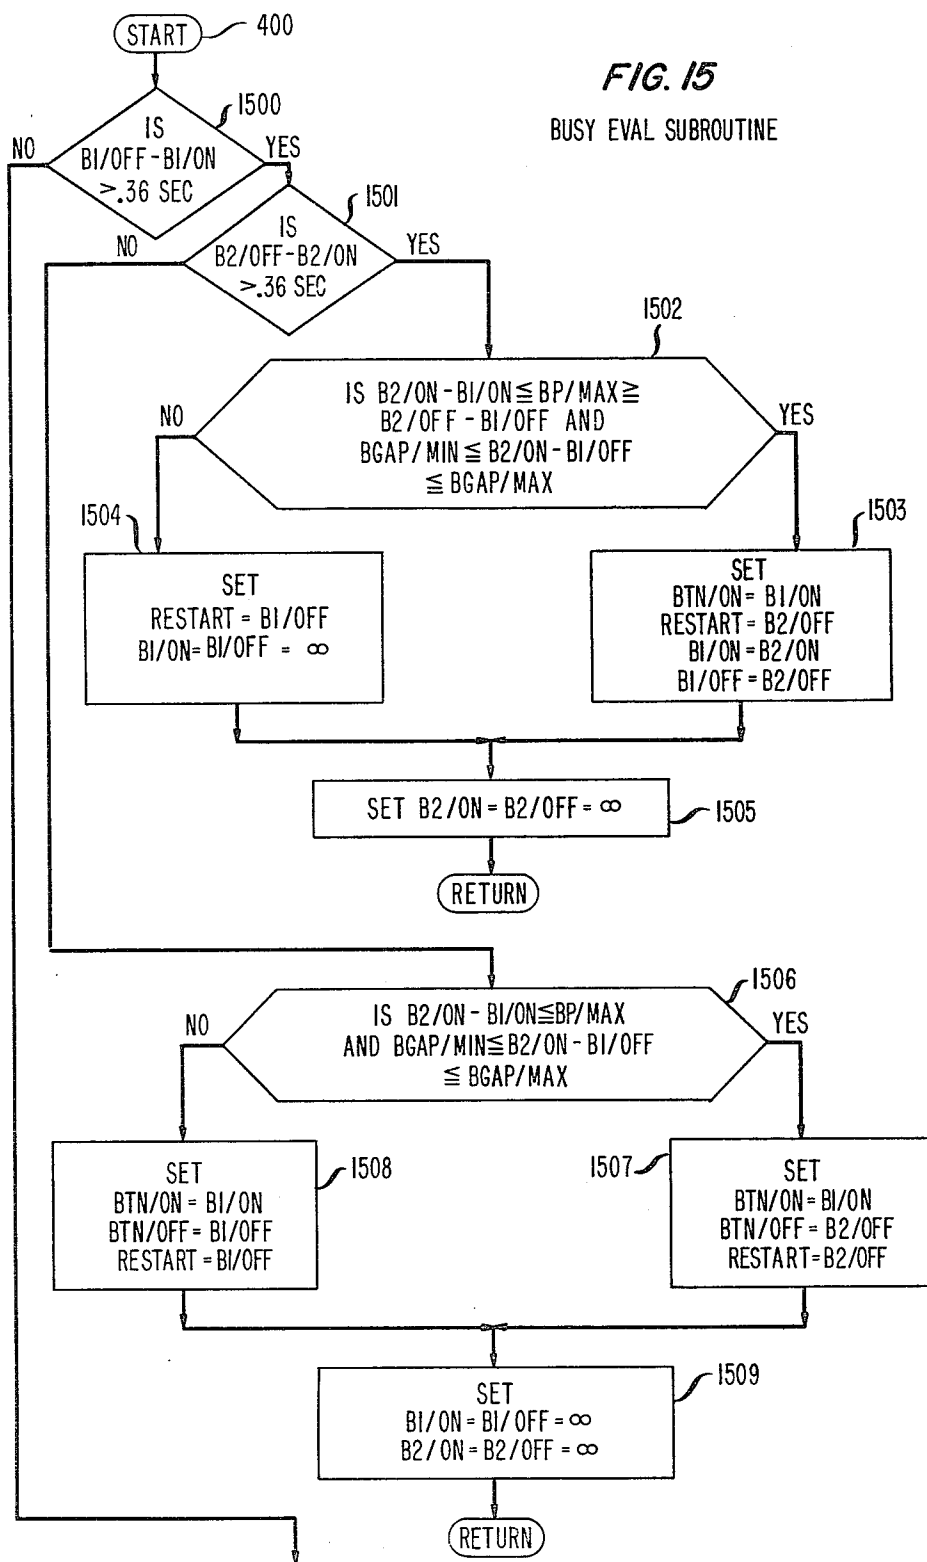 START
400
FIG. 15
BUSY EVAL SUBROUTINE
1500
IS
B1/OFF-B1/ON
>.36 SEC
NO
YES
1501
IS
B2/OFF-B2/ON
>.36 SEC
NO
YES
1502
IS B2/ON-B1/ON≦BP/MAX≧
B2/OFF-B1/OFF AND
BGAP/MIN≦B2/ON-B1/OFF
≦BGAP/MAX
NO
YES
1504
SET
RESTART=B1/OFF
B1/ON=B1/OFF = ∞
1503
SET
BTN/ON=B1/ON
RESTART=B2/OFF
B1/ON=B2/ON
B1/OFF=B2/OFF
SET B2/ON=B2/OFF=∞
1505
RETURN
1506
IS B2/ON-B1/ON≦BP/MAX
AND BGAP/MIN≦B2/ON-B1/OFF
≦ BGAP/MAX
NO
YES
1508
SET
BTN/ON=B1/ON
BTN/OFF=B1/OFF
RESTART=B1/OFF
1507
SET
BTN/ON=B1/ON
BTN/OFF=B2/OFF
RESTART=B2/OFF
1509
SET
B1/ON=B1/OFF=∞
B2/ON=B2/OFF=∞
RETURN